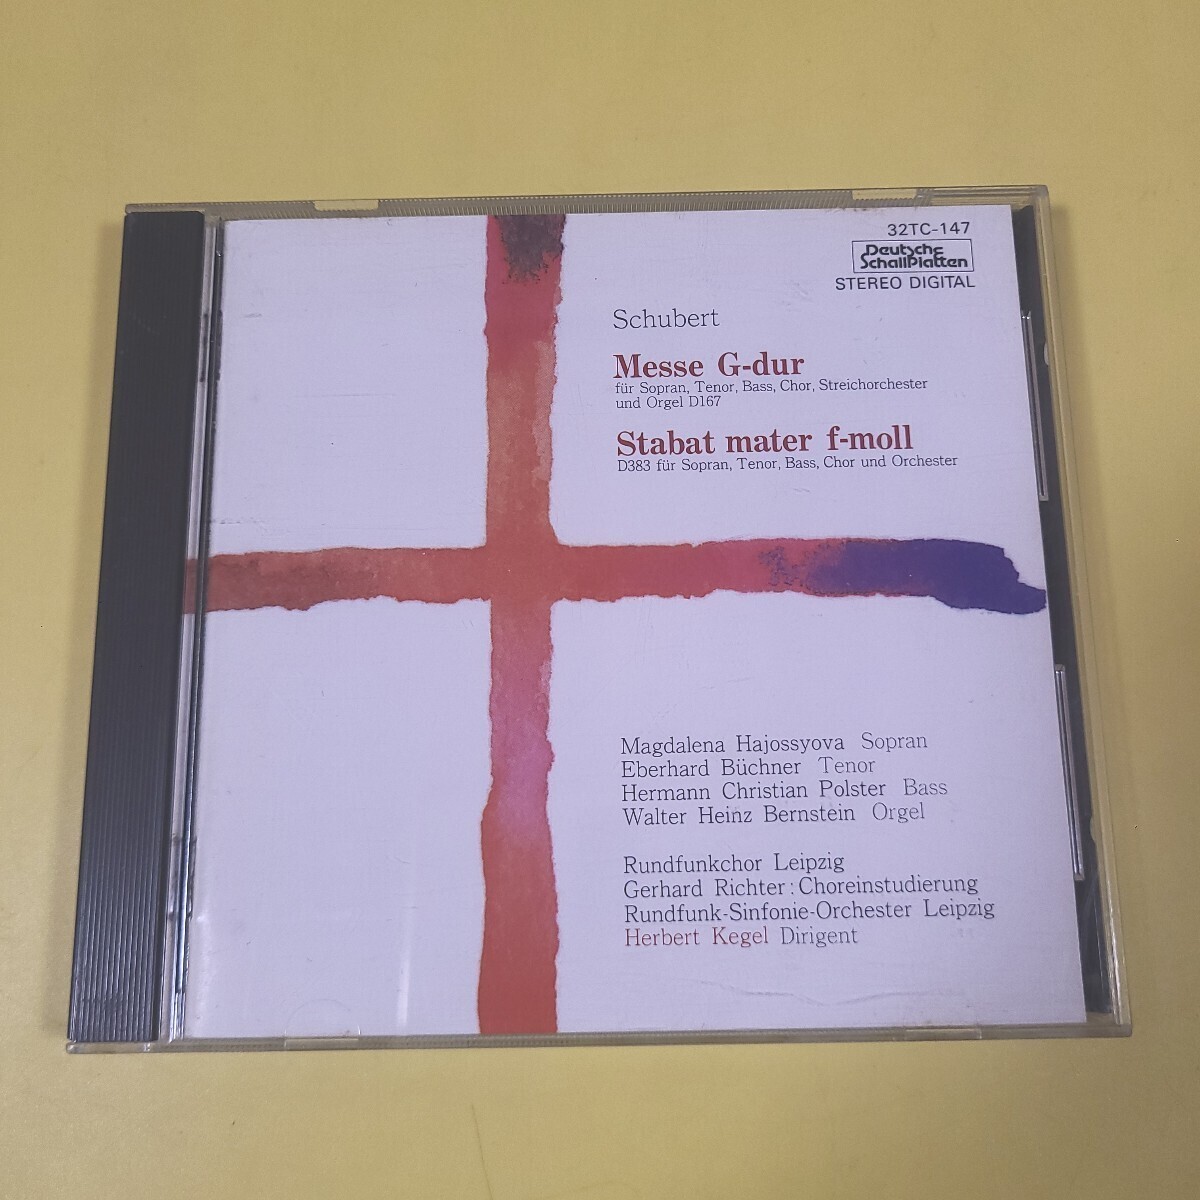 32TC-147
Deutsche
Schallplatten
STEREO DIGITAL
Schubert
Messe G-dur
für Sopran, Tenor, Bass, Chor, Streichorchester
und Orgel D167
Stabat mater f-moll
D383 für Sopran, Tenor, Bass, Chor und Orchester
Magdalena Hajossyova Sopran
Eberhard Büchner Tenor
Hermann Christian Polster Bass
Walter Heinz Bernstein Orgel
Rundfunkchor Leipzig
Gerhard Richter : Choreinstudierung
Rundfunk-Sinfonie-Orchester Leipzig
Herbert Kegel Dirigent